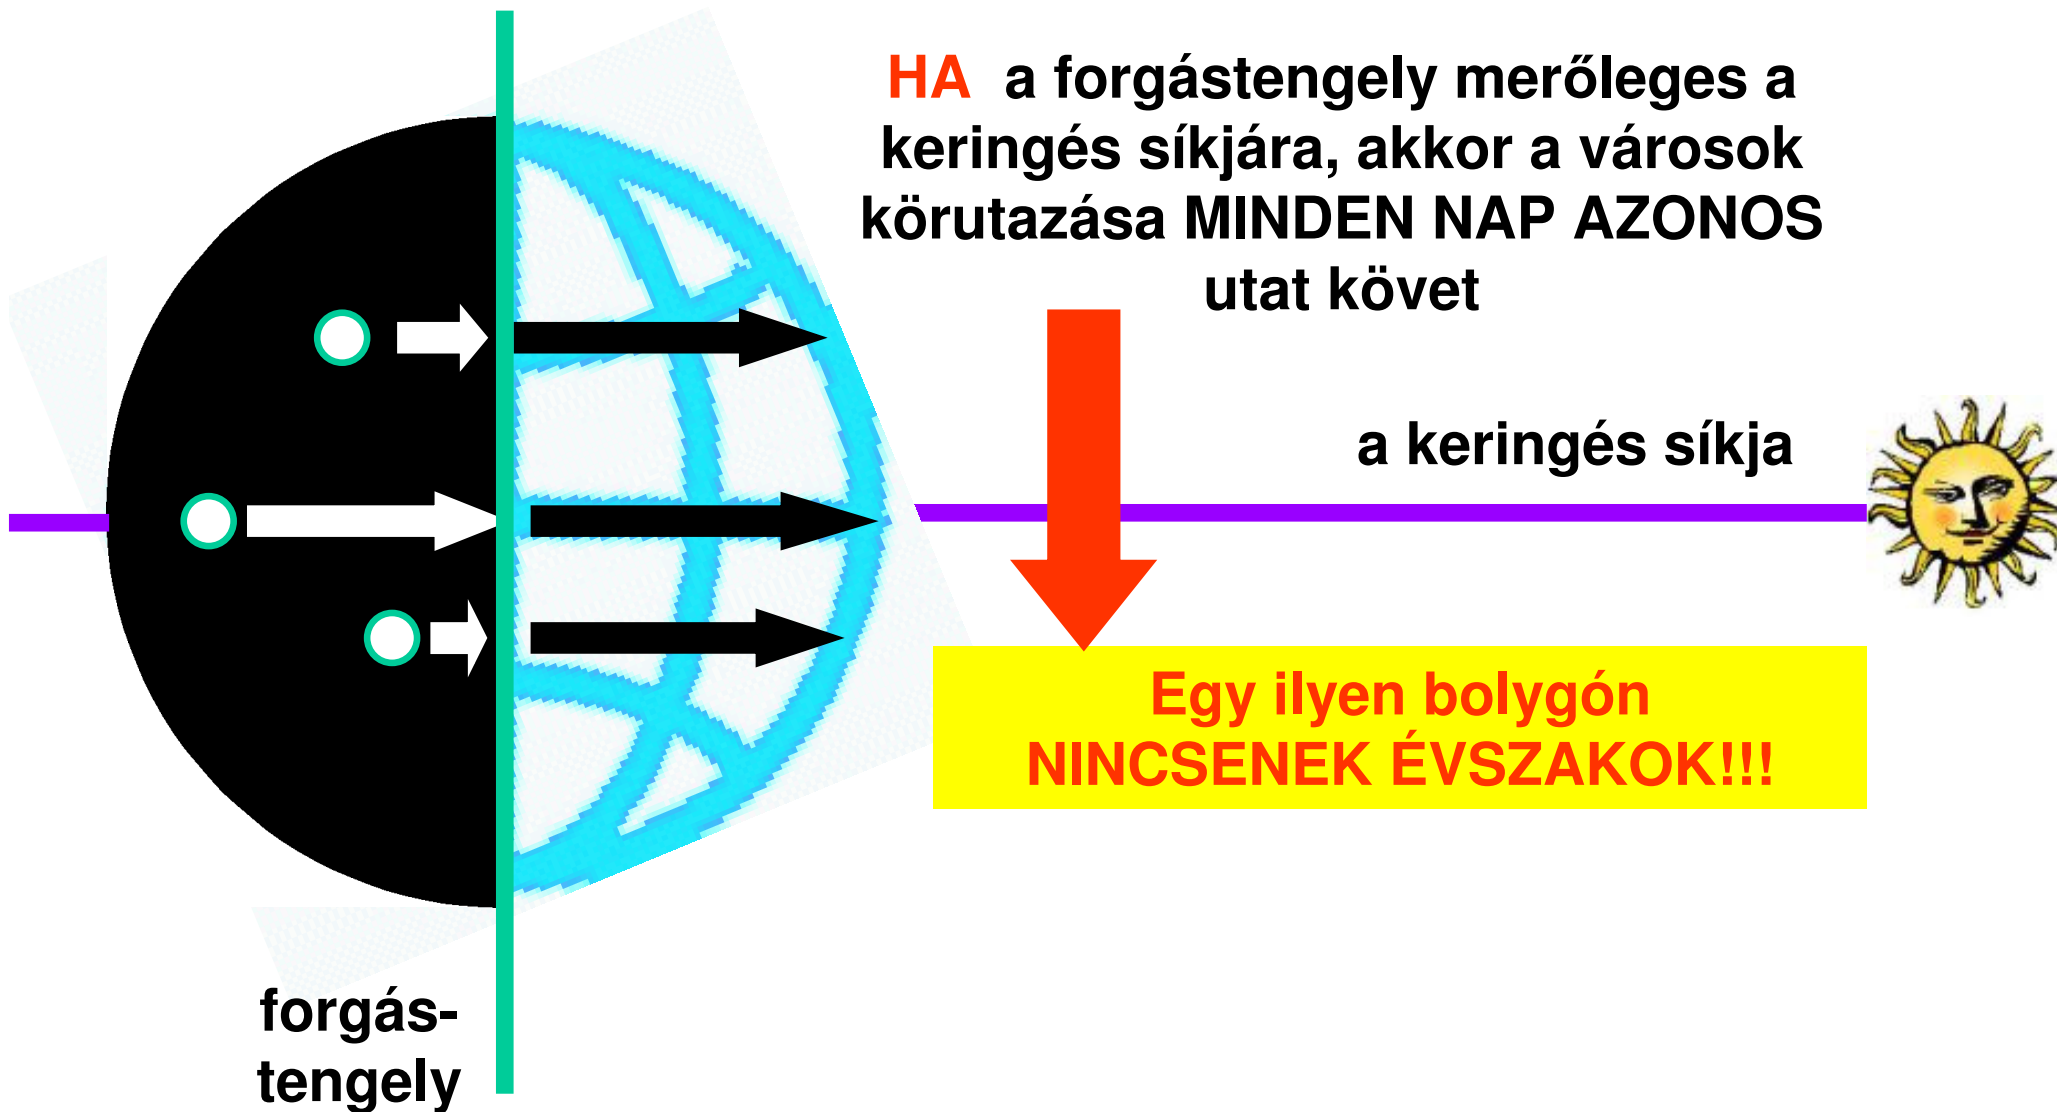 HA a forgástengely merőleges a
keringés síkjára, akkor a városok
körutazása MINDEN NAP AZONOS
utat követ
a keringés síkja
Egy ilyen bolygón
NINCSENEK ÉVSZAKOK!!!
forgás-
tengely